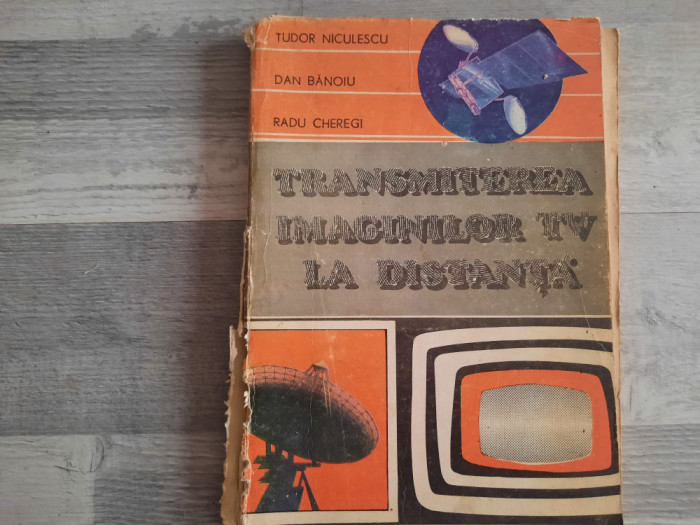 TUDOR NICULESCU
DAN BĂNOIU
RADU CHEREGI
TRANSMITEREA
IMAGINILOR TV
LA DISTANȚĂ